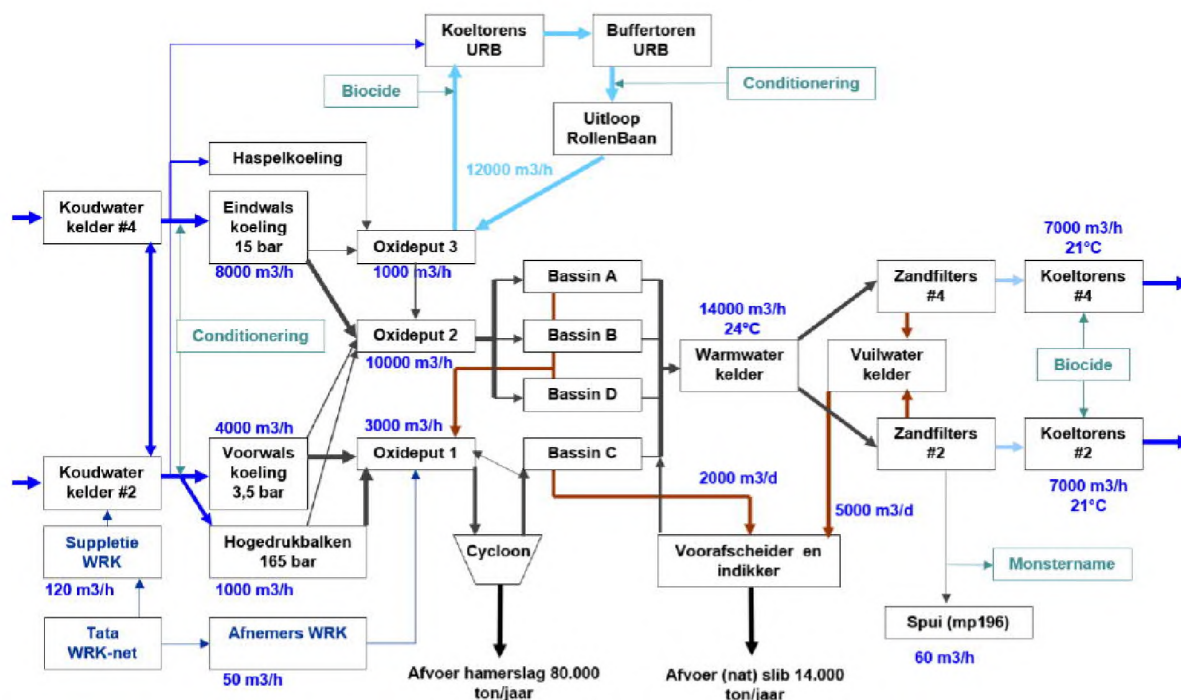 Koeltorens
URB
Buffertoren
URB
Biocide
Conditionering
Uitloop
RollenBaan
Haspelkoeling
12000 m3/h
Koudwater
kelder #4
Eindwals
koeling
15 bar
8000 m3/h
Oxideput 3
1000 m3/h
Bassin A
Zandfilters
#4
7000 m3/h
21°C
Koeltorens
#4
14000 m3/h
24°C
Conditionering
Oxideput 2
10000 m3/h
Bassin B
Warmwater
kelder
Vuilwater
kelder
Biocide
Bassin D
4000 m3/h
3000 m3/h
Koudwater
kelder #2
Voorwals
koeling
3,5 bar
Oxideput 1
Bassin C
Zandfilters
#2
Koeltorens
#2
7000 m3/h
21°C
2000 m3/d
5000 m3/d
Suppletie
WRK
120 m3/h
Hogedrukbalken
165 bar
1000 m3/h
Cycloon
Voorafscheider en
indikker
Monstername
Tata
WRK-net
Afnemers WRK
50 m3/h
Spui (mp196)
60 m3/h
Afvoer hamerslag 80.000
ton/jaar
Afvoer (nat) slib 14.000
ton/jaar